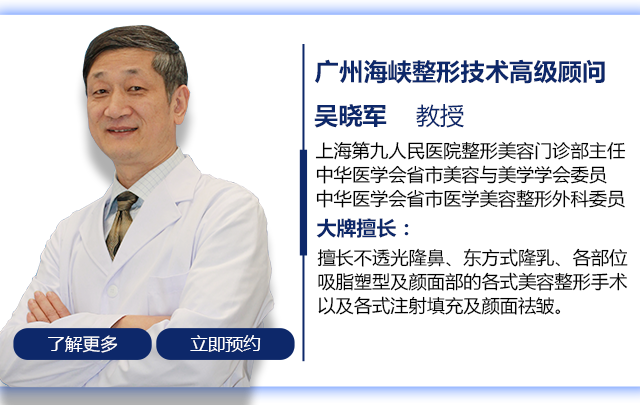 广州海峡整形技术高级顾问
吴晓军 教授
上海第九人民医院整形美容门诊部主任
中华医学会省市美容与美学学会委员
中华医学会省市医学美容整形外科委员
大牌擅长：
擅长不透光隆鼻、东方式隆乳、各部位
吸脂塑型及颜面部的各式美容整形手术
以及各式注射填充及颜面祛皱。
了解更多
立即预约